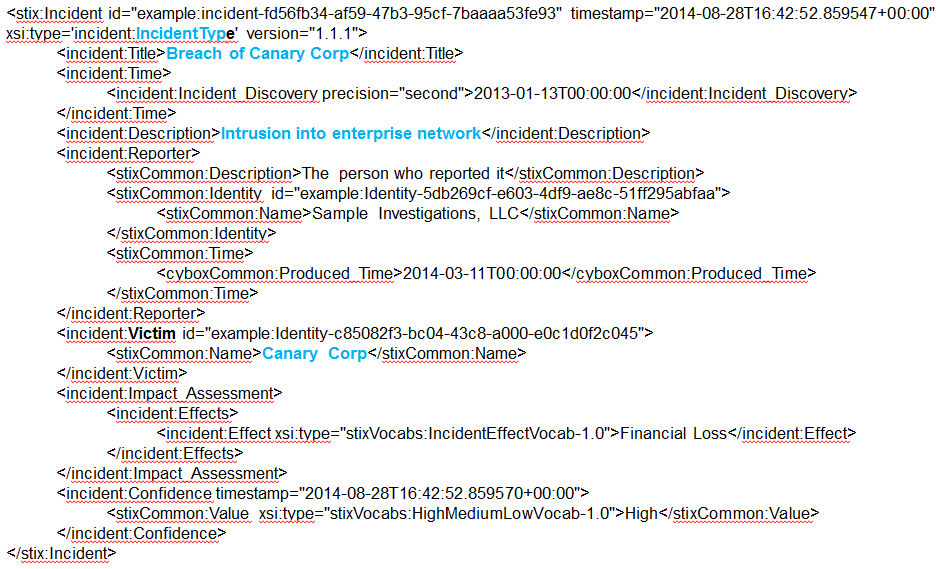 <stix:Incident id="example:incident-fd56fb34-af59-47b3-95cf-7baaaa53fe93" timestamp="2014-08-28T16:42:52.859547+00:00"
xsi:type='incident:IncidentType' version="1.1.1">
<incident:Title>Breach of Canary Corp</incident:Title>
<incident:Time>
<incident:Incident_Discovery precision="second">2013-01-13T00:00:00</incident:Incident_Discovery>
</incident:Time>
<incident:Description>Intrusion into enterprise network</incident:Description>
<incident:Reporter>
<stixCommon:Description>The person who reported it</stixCommon:Description>
<stixCommon:Identity id="example:Identity-5db269cf-e603-4df9-ae8c-51ff295abfaa">
<stixCommon:Name>Sample Investigations, LLC</stixCommon:Name>
</stixCommon:Identity>
<stixCommon:Time>
<cyboxCommon:Produced_Time>2014-03-11T00:00:00</cyboxCommon:Produced_Time>
</stixCommon:Time>
</incident:Reporter>
<incident:Victim id="example:Identity-c85082f3-bc04-43c8-a000-e0c1d0f2c045">
<stixCommon:Name>Canary Corp</stixCommon:Name>
</incident:Victim>
<incident:Impact_Assessment>
<incident:Effects>
<incident:Effect xsi:type="stixVocabs:IncidentEffectVocab-1.0">Financial Loss</incident:Effect>
</incident:Effects>
</incident:Impact_Assessment>
<incident:Confidence timestamp="2014-08-28T16:42:52.859570+00:00">
<stixCommon:Value xsi:type="stixVocabs:HighMediumLowVocab-1.0">High</stixCommon:Value>
</incident:Confidence>
</stix:Incident>